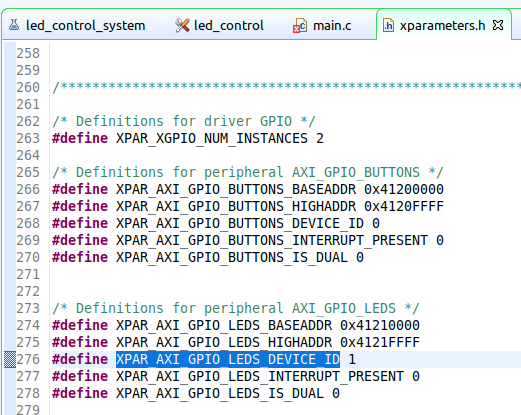 led_control_system led_control main.c .h xparameters.h
258
259
260 /************************************************************
261
262 /* Definitions for driver GPIO */
263 #define XPAR_XGPIO_NUM_INSTANCES 2
264
265 /* Definitions for peripheral AXI_GPIO_BUTTONS */
266 #define XPAR_AXI_GPIO_BUTTONS_BASEADDR 0x41200000
267 #define XPAR_AXI_GPIO_BUTTONS_HIGHADDR 0x4120FFFF
268 #define XPAR_AXI_GPIO_BUTTONS_DEVICE_ID 0
269 #define XPAR_AXI_GPIO_BUTTONS_INTERRUPT_PRESENT 0
270 #define XPAR_AXI_GPIO_BUTTONS_IS_DUAL 0
271
272
273 /* Definitions for peripheral AXI_GPIO_LEDS */
274 #define XPAR_AXI_GPIO_LEDS_BASEADDR 0x41210000
275 #define XPAR_AXI_GPIO_LEDS_HIGHADDR 0x4121FFFF
276 #define XPAR_AXI_GPIO_LEDS_DEVICE_ID 1
277 #define XPAR_AXI_GPIO_LEDS_INTERRUPT_PRESENT 0
278 #define XPAR_AXI_GPIO_LEDS_IS_DUAL 0
279